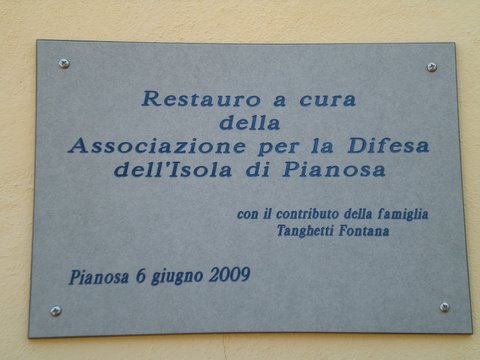 Restauro a cura
della
Associazione per la Difesa
dell'Isola di Pianosa
con il contributo della famiglia
Tanghetti Fontana
Pianosa 6 giugno 2009